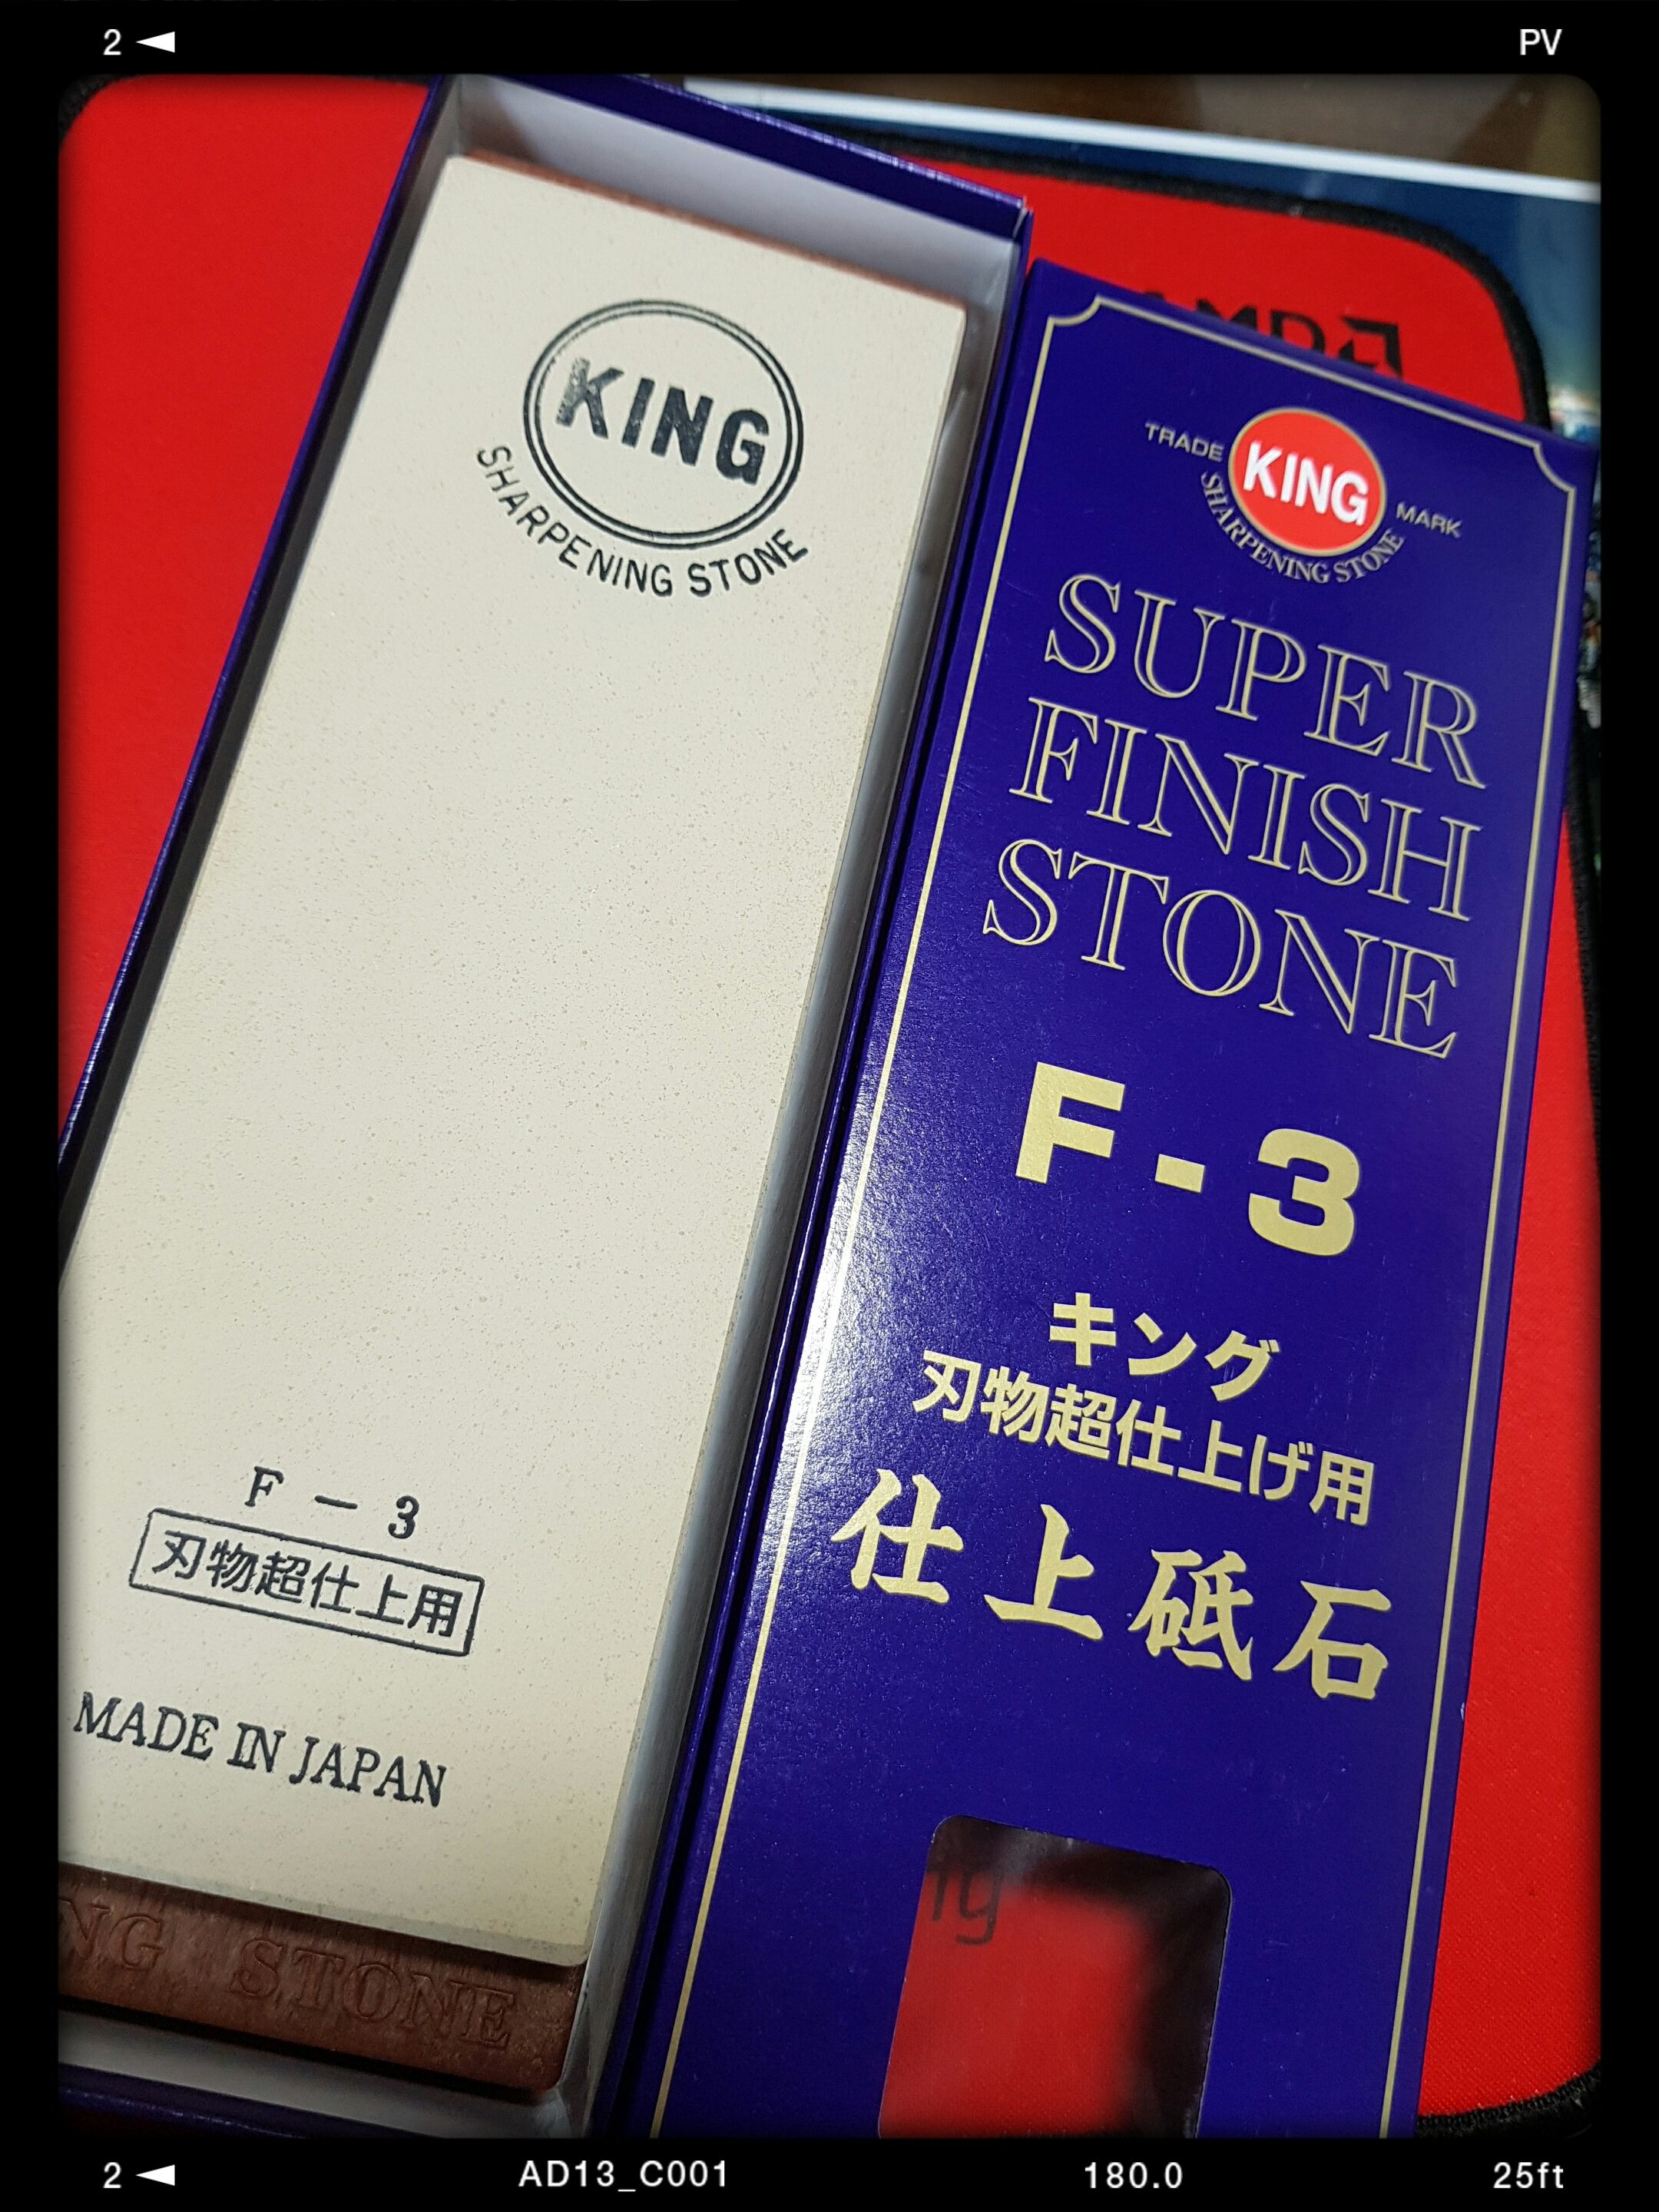 2
PV
KING
SHARPENING STONE
F - 3
刃物超仕上用
MADE IN JAPAN
NG STONE
AMD
TRADE KING MARK
SHARPENING STONE
SUPER
FINISH
STONE
F-3
キング
刃物超仕上げ用
仕上砥石
2
AD13_C001
180.0
25ft